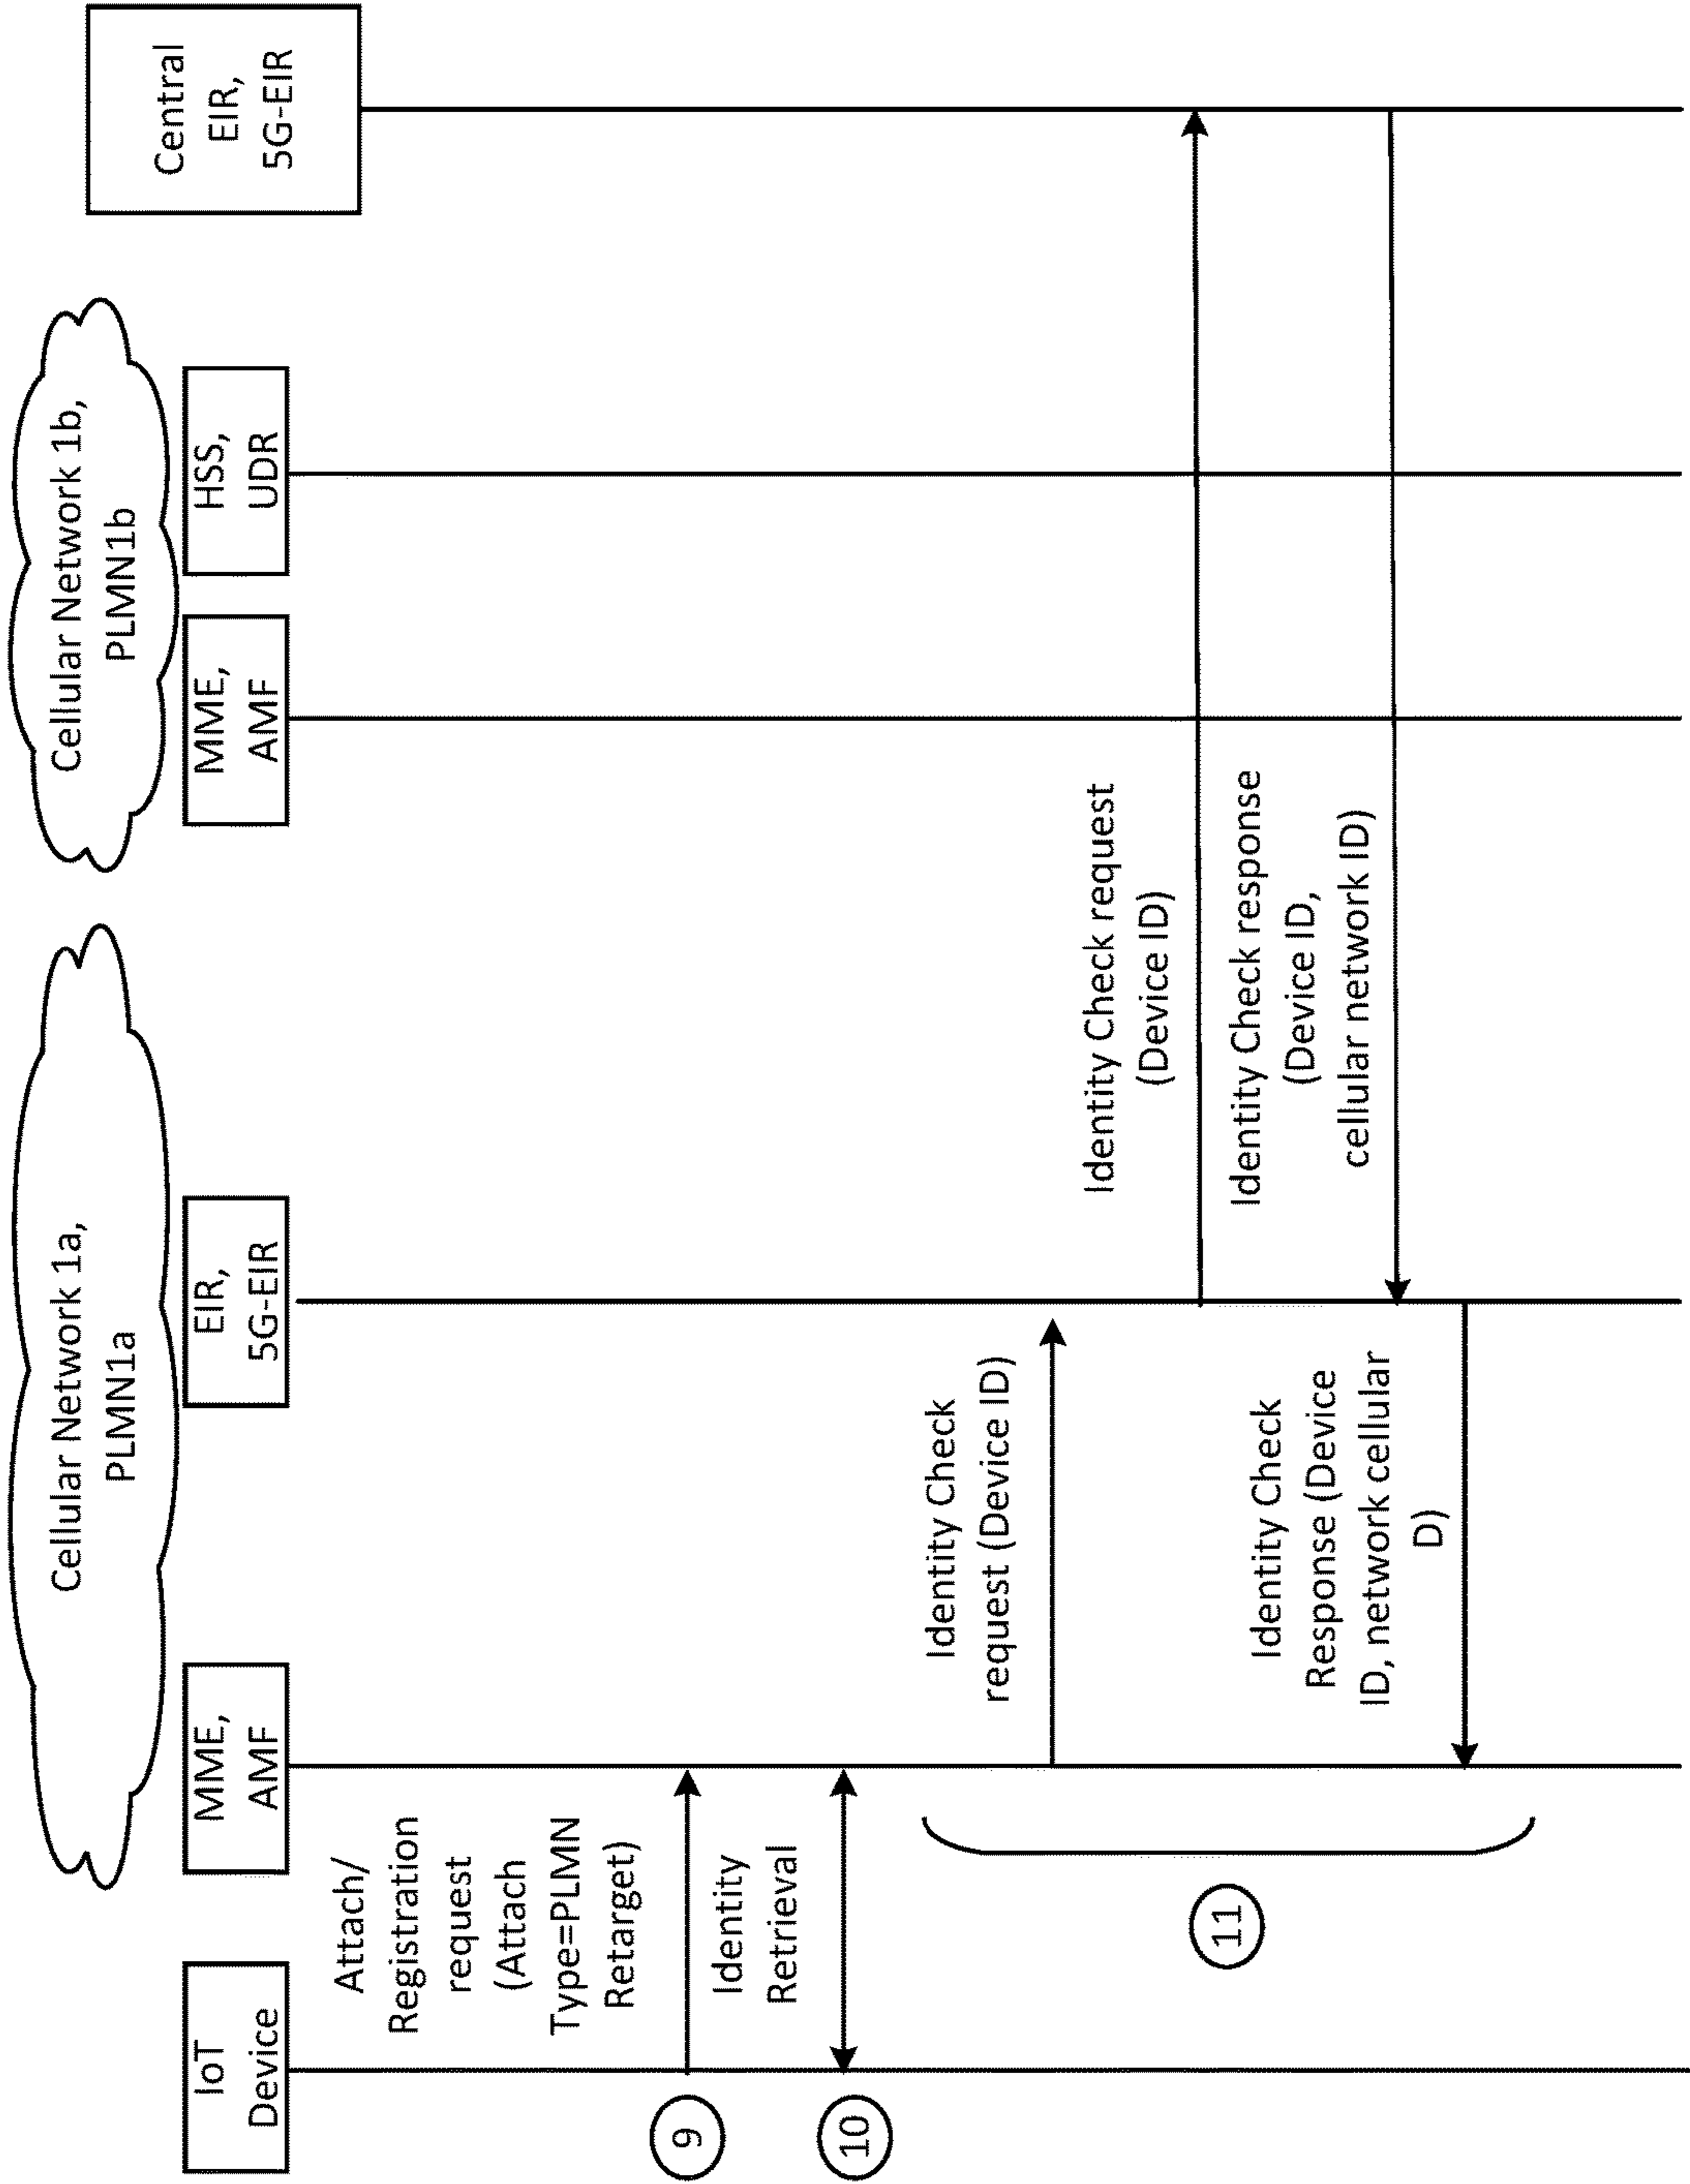 Cellular Network 1a,
PLMN1a
Cellular Network 1b,
PLMN1b
Central
EIR,
5G-EIR
IoT
Device
MME,
AMF
EIR,
5G-EIR
MME,
AMF
HSS,
UDR
Attach/
Registration
request
(Attach
Type=PLMN
Retarget)
9
Identity
Retrieval
10
Identity Check
request (Device ID)
Identity Check request
(Device ID)
11
Identity Check response
(Device ID,
cellular network ID)
Identity Check
Response (Device
ID, network cellular
D)